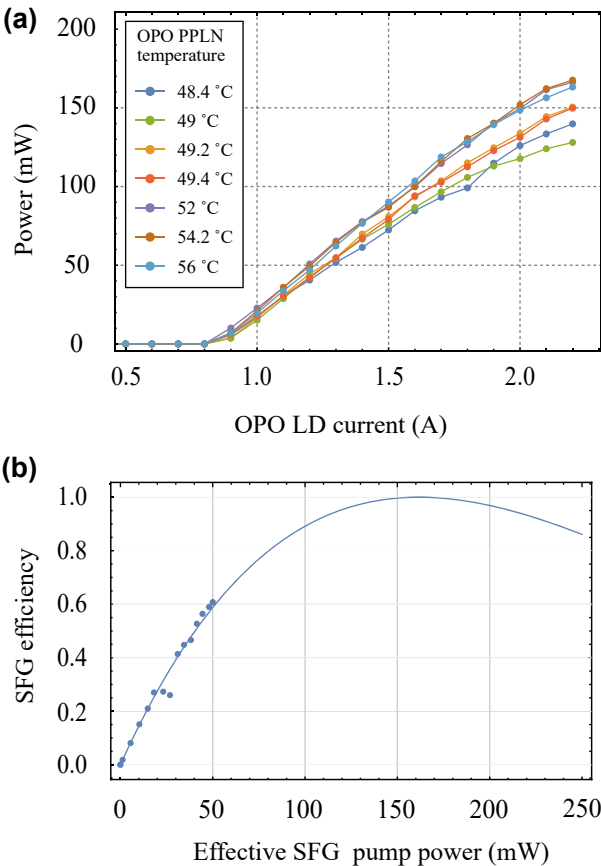 (a)
200
150
100
50
0
Power (mW)
OPO PPLN
temperature
48.4 ˚C
49 ˚C
49.2 ˚C
49.4 ˚C
52 ˚C
54.2 ˚C
56 ˚C
0.5 1.0 1.5 2.0
OPO LD current (A)
(b)
1.0
0.8
0.6
0.4
0.2
0.0
SFG efficiency
0 50 100 150 200 250
Effective SFG pump power (mW)